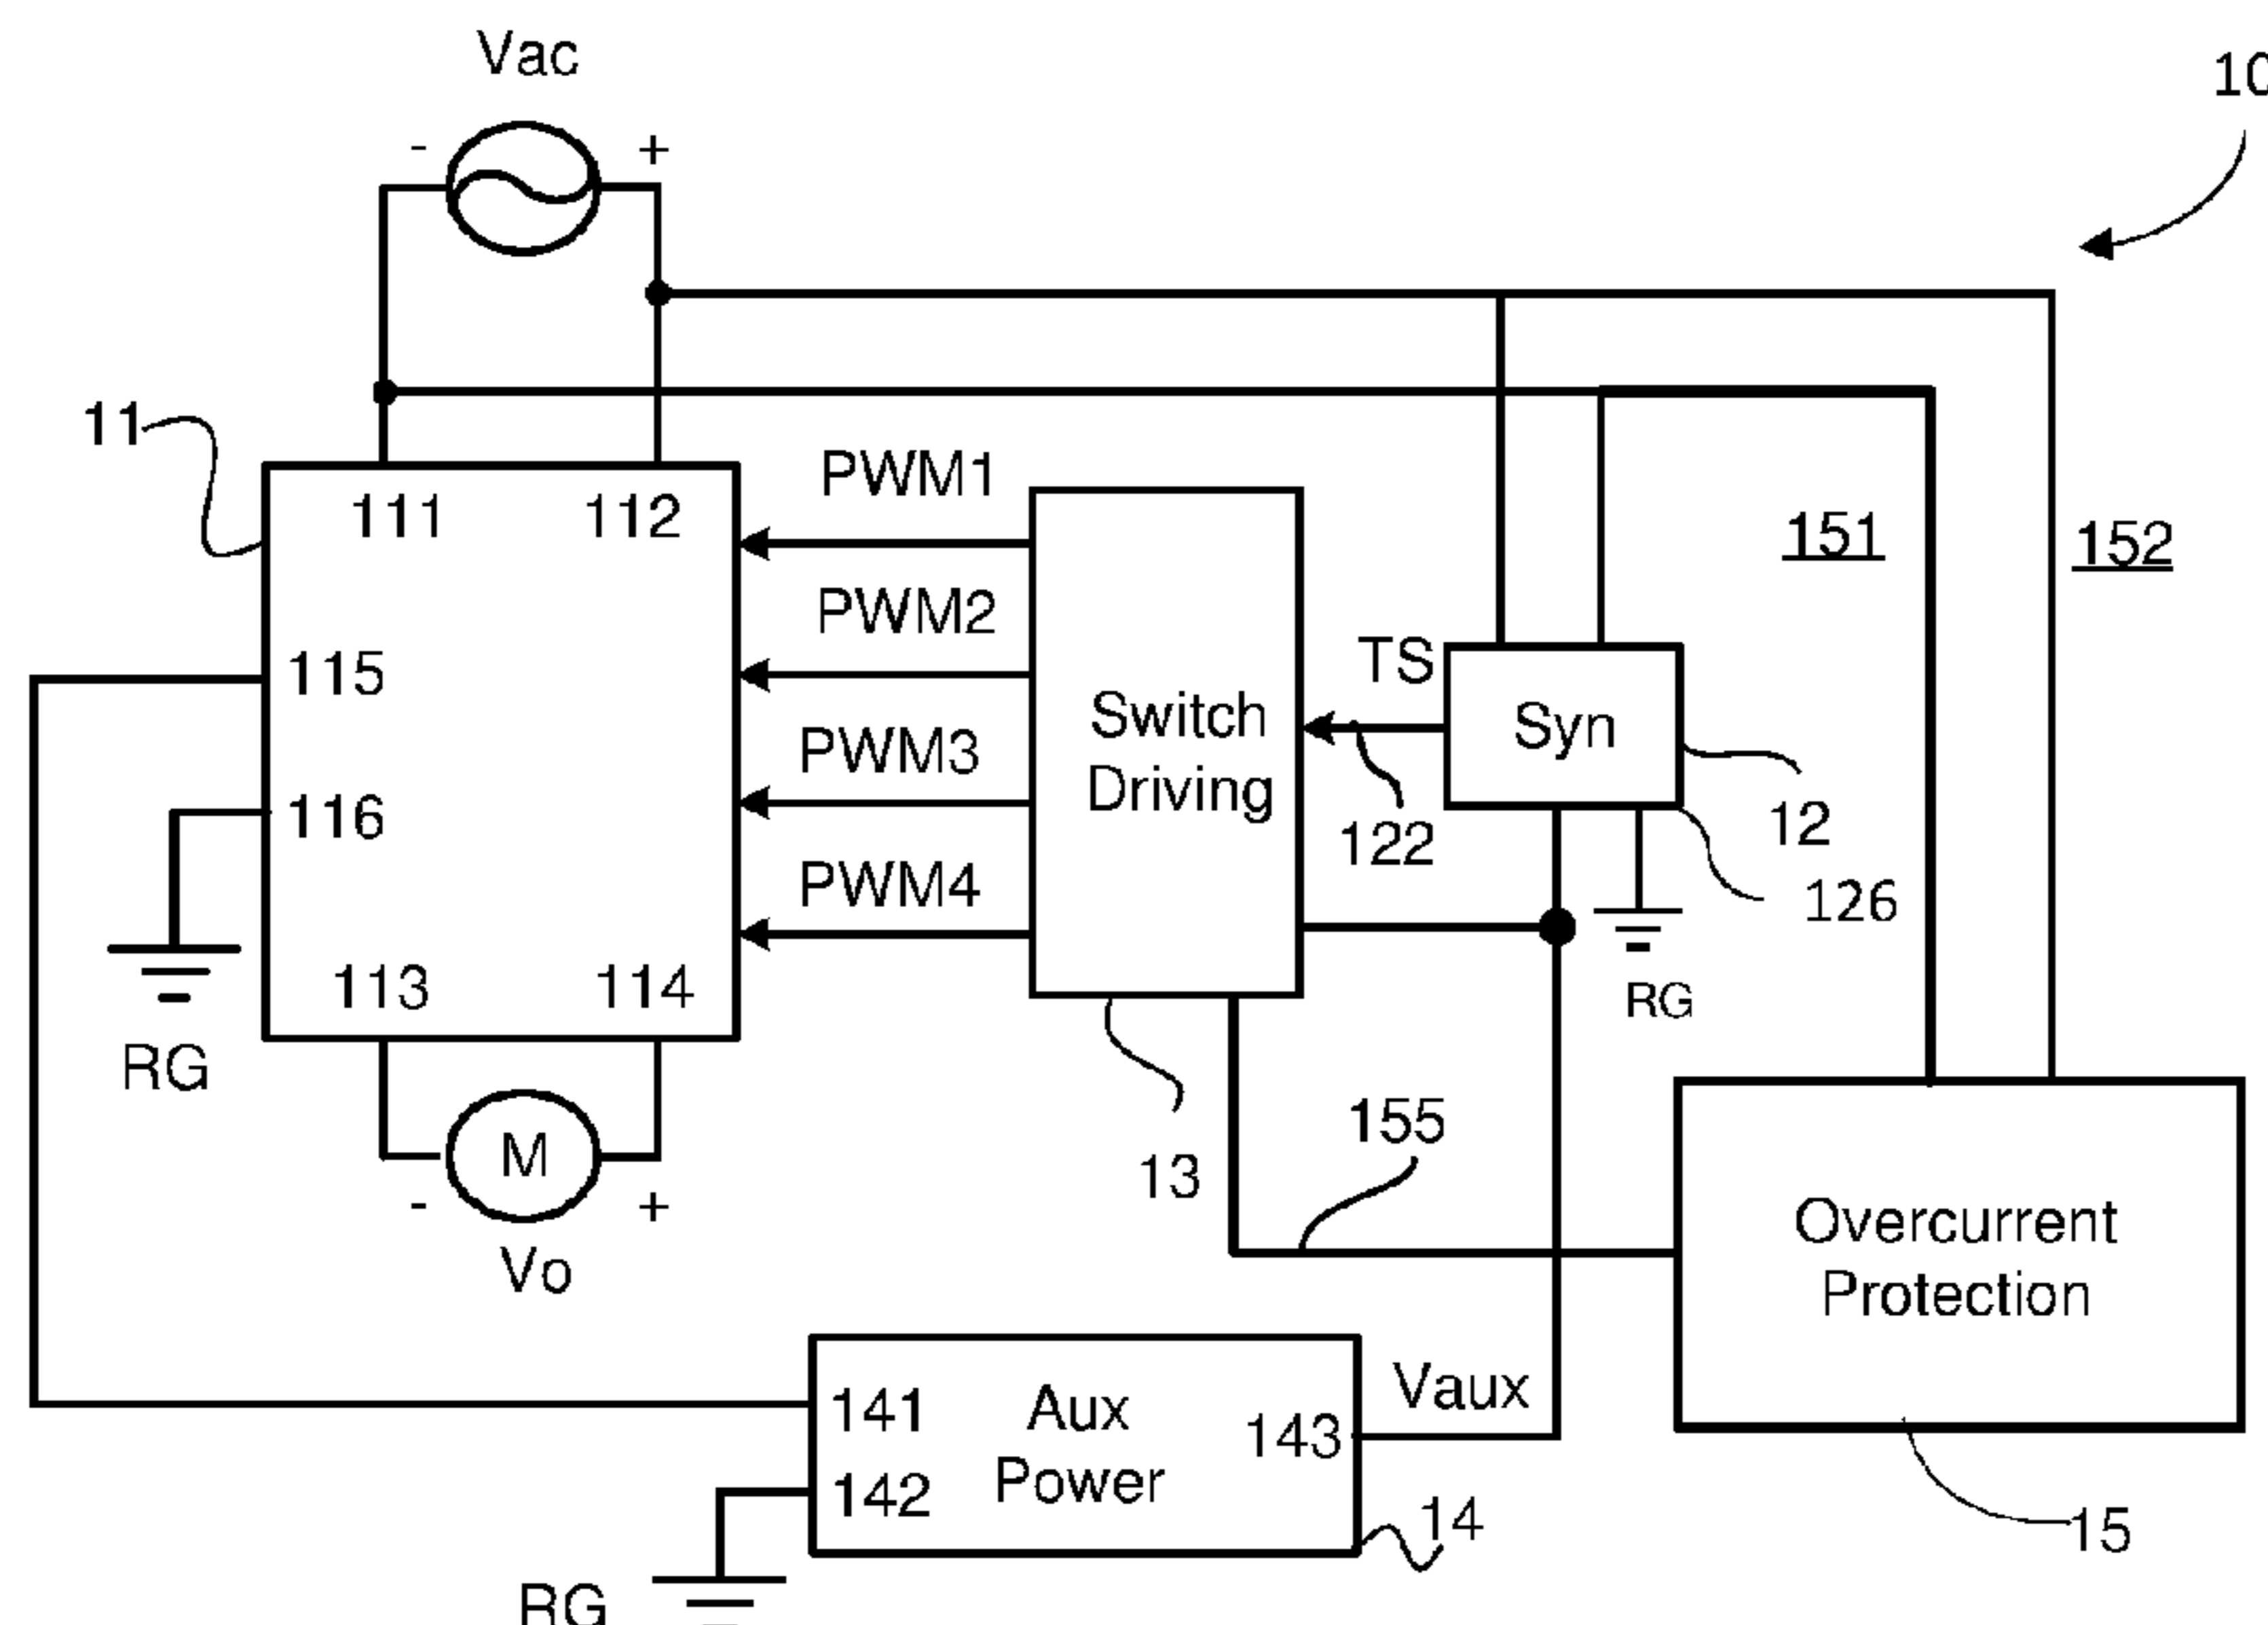 Vac
10
-
+
11
111
112
PWM1
151
152
PWM2
TS
115
Switch
Driving
Syn
PWM3
116
122
12
PWM4
126
113
114
RG
RG
155
M
13
-
+
Overcurrent
Protection
Vo
Vaux
141
Aux
Power
143
142
14
15
RG